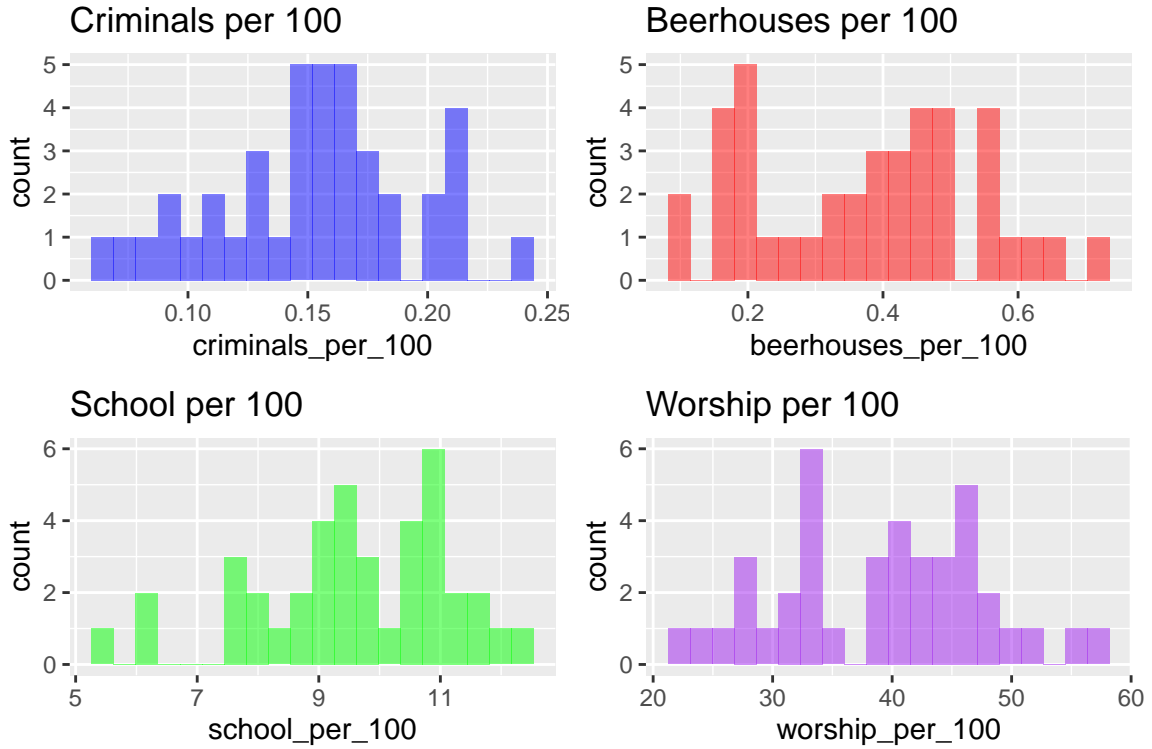 Criminals per 100
5
4
3
2
1
0
count
0.10 0.15 0.20 0.25
criminals_per_100
Beerhouses per 100
5
4
3
2
1
0
count
0.2 0.4 0.6
beerhouses_per_100
School per 100
6
4
2
0
count
5 7 9 11
school_per_100
Worship per 100
6
4
2
0
count
20 30 40 50 60
worship_per_100